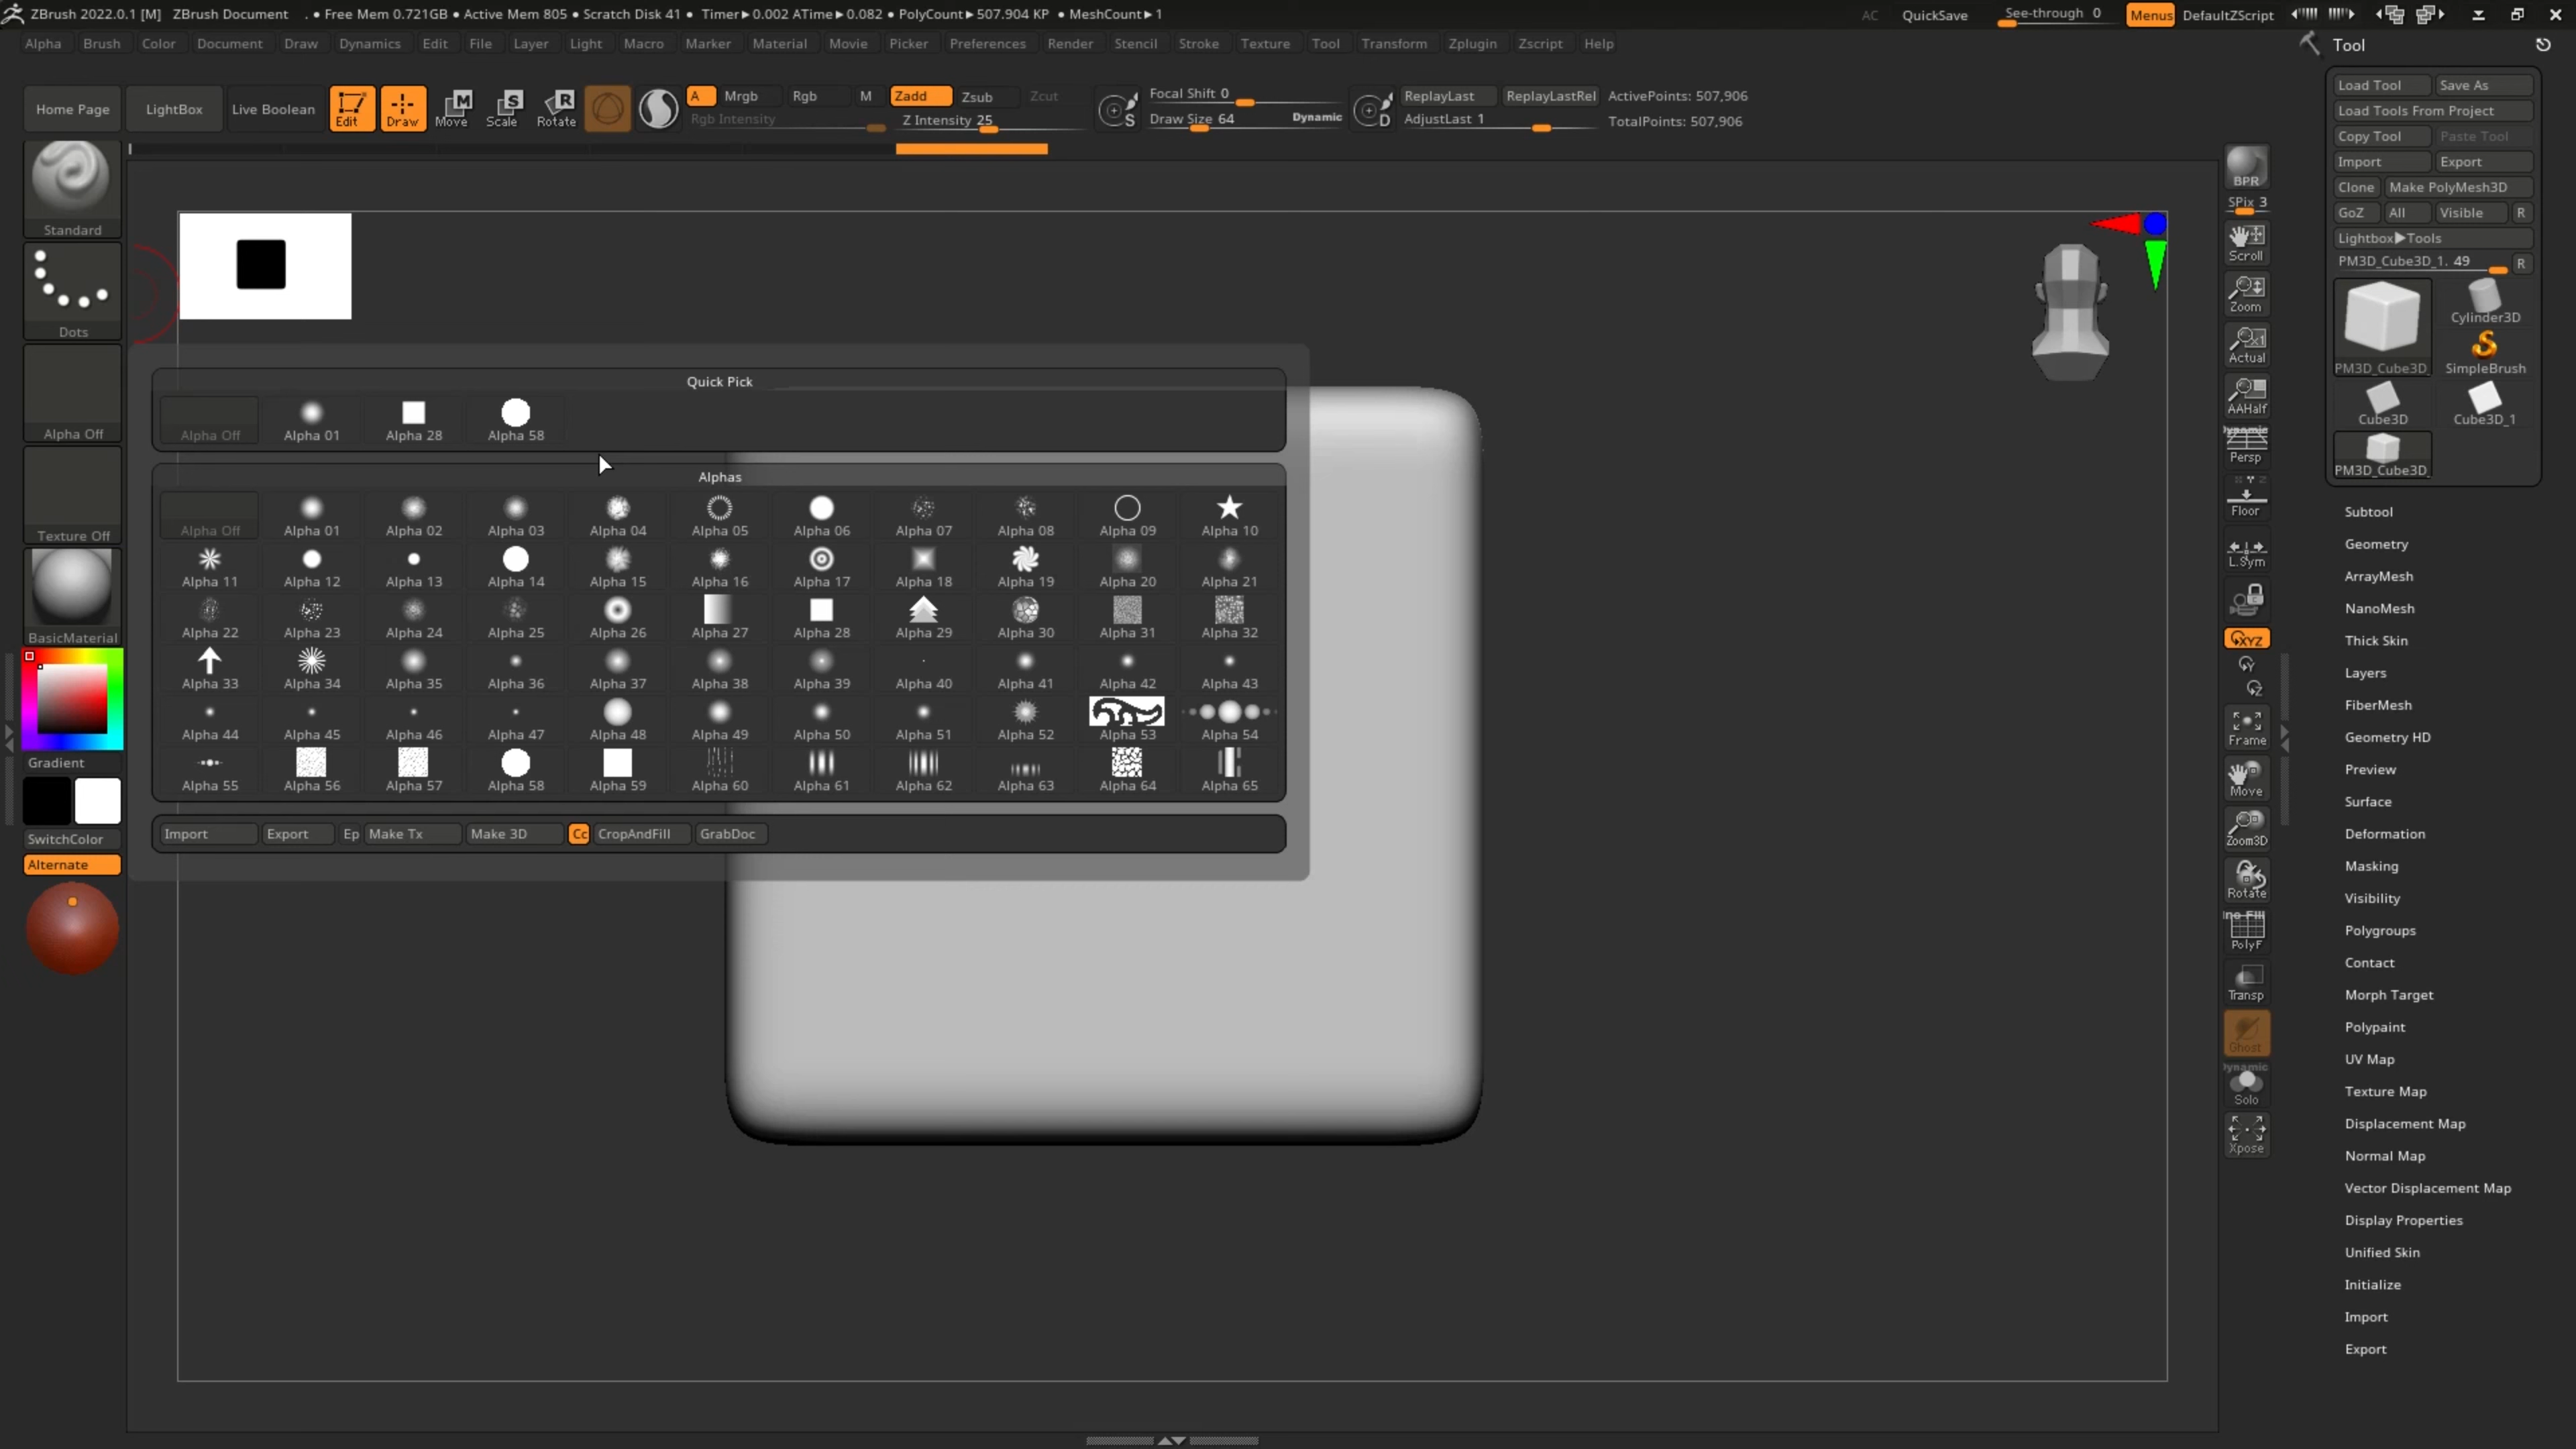 ZBrush 2022.0.1 [M] ZBrush Document . • Free Mem 0.721GB • Active Mem 805 • Scratch Disk 41 • Timer▶0.002 ATime▶0.082 • PolyCount▶507.904 KP • MeshCount▶1 AC QuickSave See-through 0 Menus DefaultZScript
Alpha Brush Color Document Draw Dynamics Edit File Layer Light Macro Marker Material Movie Picker Preferences Render Stencil Stroke Texture Tool Transform Zplugin Zscript Help
Home Page LightBox Live Boolean Edit Draw Move Scale Rotate
M S R
A Mrgb Rgb M Zadd Zsub Zcut
Rgb Intensity Z Intensity 25
S Focal Shift 0
Draw Size 64 Dynamic
D ReplayLast ReplayLastRel ActivePoints: 507,906
AdjustLast 1 TotalPoints: 507,906
Standard
Dots
Alpha Off
Texture Off
BasicMaterial
Gradient
SwitchColor
Alternate
Quick Pick
Alpha Off Alpha 01 Alpha 28 Alpha 58
Alphas
Alpha Off Alpha 01 Alpha 02 Alpha 03 Alpha 04 Alpha 05 Alpha 06 Alpha 07 Alpha 08 Alpha 09 Alpha 10
Alpha 11 Alpha 12 Alpha 13 Alpha 14 Alpha 15 Alpha 16 Alpha 17 Alpha 18 Alpha 19 Alpha 20 Alpha 21
Alpha 22 Alpha 23 Alpha 24 Alpha 25 Alpha 26 Alpha 27 Alpha 28 Alpha 29 Alpha 30 Alpha 31 Alpha 32
Alpha 33 Alpha 34 Alpha 35 Alpha 36 Alpha 37 Alpha 38 Alpha 39 Alpha 40 Alpha 41 Alpha 42 Alpha 43
Alpha 44 Alpha 45 Alpha 46 Alpha 47 Alpha 48 Alpha 49 Alpha 50 Alpha 51 Alpha 52 Alpha 53 Alpha 54
Alpha 55 Alpha 56 Alpha 57 Alpha 58 Alpha 59 Alpha 60 Alpha 61 Alpha 62 Alpha 63 Alpha 64 Alpha 65
Import Export Ep Make Tx Make 3D Cc CropAndFill GrabDoc
BPR
SPix 3
Scroll
Zoom
Actual
AAHalf
Persp
Floor
L.Sym
XYZ
Y
Z
Frame
Move
Zoom3D
Rotate
PolyF
Transp
Ghost
Solo
Xpose
Tool
Load Tool Save As
Load Tools From Project
Copy Tool Paste Tool
Import Export
Clone Make PolyMesh3D
GoZ All Visible R
Lightbox▶Tools
PM3D_Cube3D_1. 49 R
Cylinder3D
PM3D_Cube3D_ SimpleBrush
Cube3D Cube3D_1
PM3D_Cube3D_
Subtool
Geometry
ArrayMesh
NanoMesh
Thick Skin
Layers
FiberMesh
Geometry HD
Preview
Surface
Deformation
Masking
Visibility
Polygroups
Contact
Morph Target
Polypaint
UV Map
Texture Map
Displacement Map
Normal Map
Vector Displacement Map
Display Properties
Unified Skin
Initialize
Import
Export